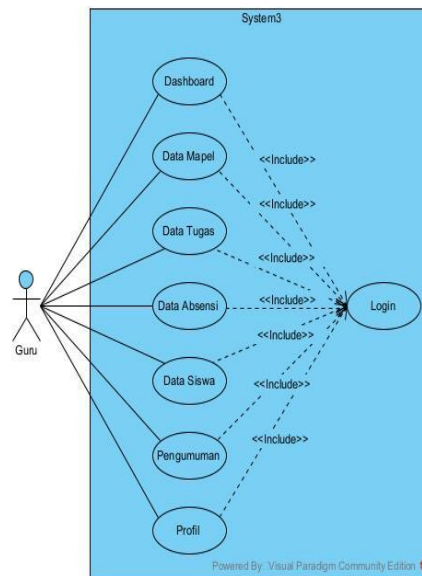 System3
Dashboard
<<Include>>
Data Mapel
<<Include>>
Data Tugas
<<Include>>
Data Absensi
<<Include>>
Login
Guru
<<Include>>
Data Siswa
<<Include>>
Pengumuman
<<Include>>
Profil
Powered By: Visual Paradigm Community Edition